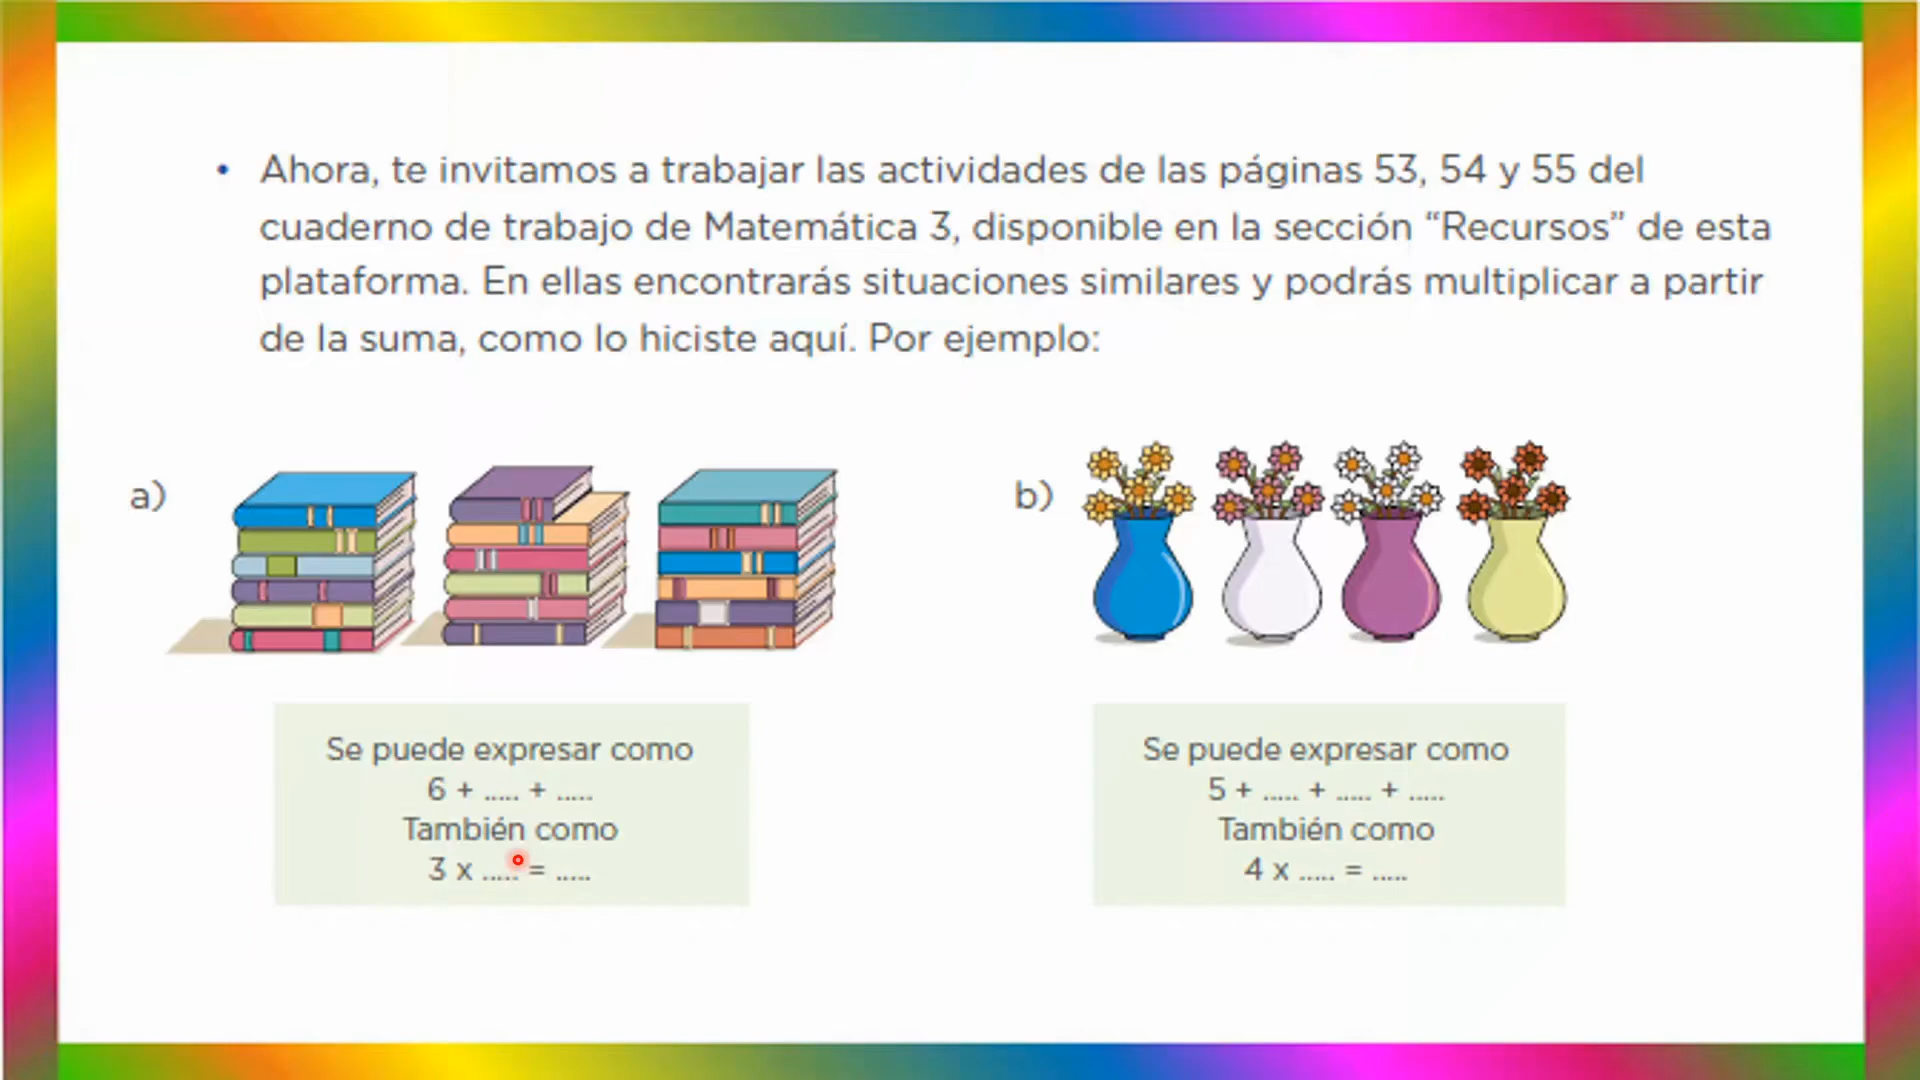 • Ahora, te invitamos a trabajar las actividades de las páginas 53, 54 y 55 del
cuaderno de trabajo de Matemática 3, disponible en la sección “Recursos” de esta
plataforma. En ellas encontrarás situaciones similares y podrás multiplicar a partir
de la suma, como lo hiciste aquí. Por ejemplo:
a)
Se puede expresar como
6 + ..... + .....
También como
3 x ..... = .....
b)
Se puede expresar como
5 + ..... + ..... + .....
También como
4 x ..... = .....